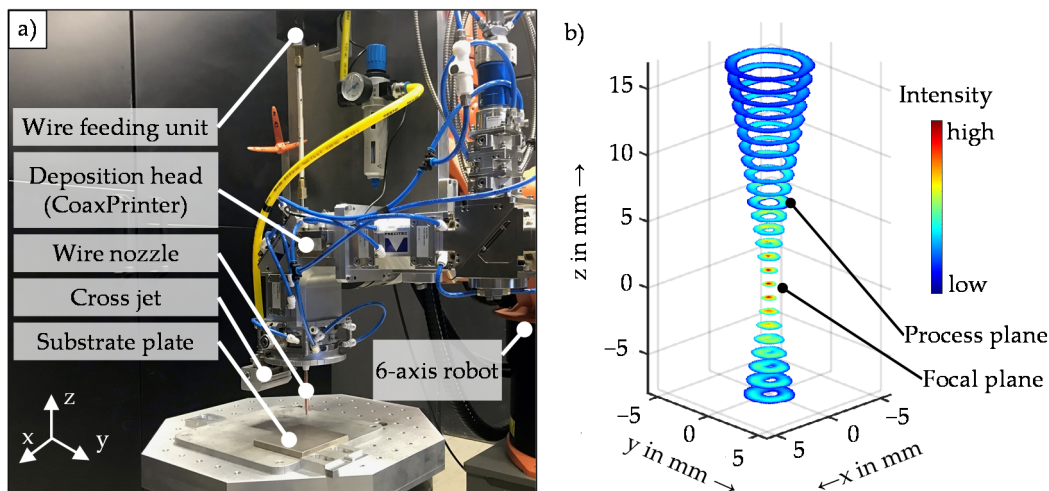 a)
Wire feeding unit
Deposition head
(CoaxPrinter)
Wire nozzle
Cross jet
Substrate plate
6-axis robot
z
x
y
PRECITEC
b)
Intensity
high
low
Process plane
Focal plane
15
10
5
0
−5
z in mm →
−5
0
5
y in mm →
5
0
−5
←x in mm